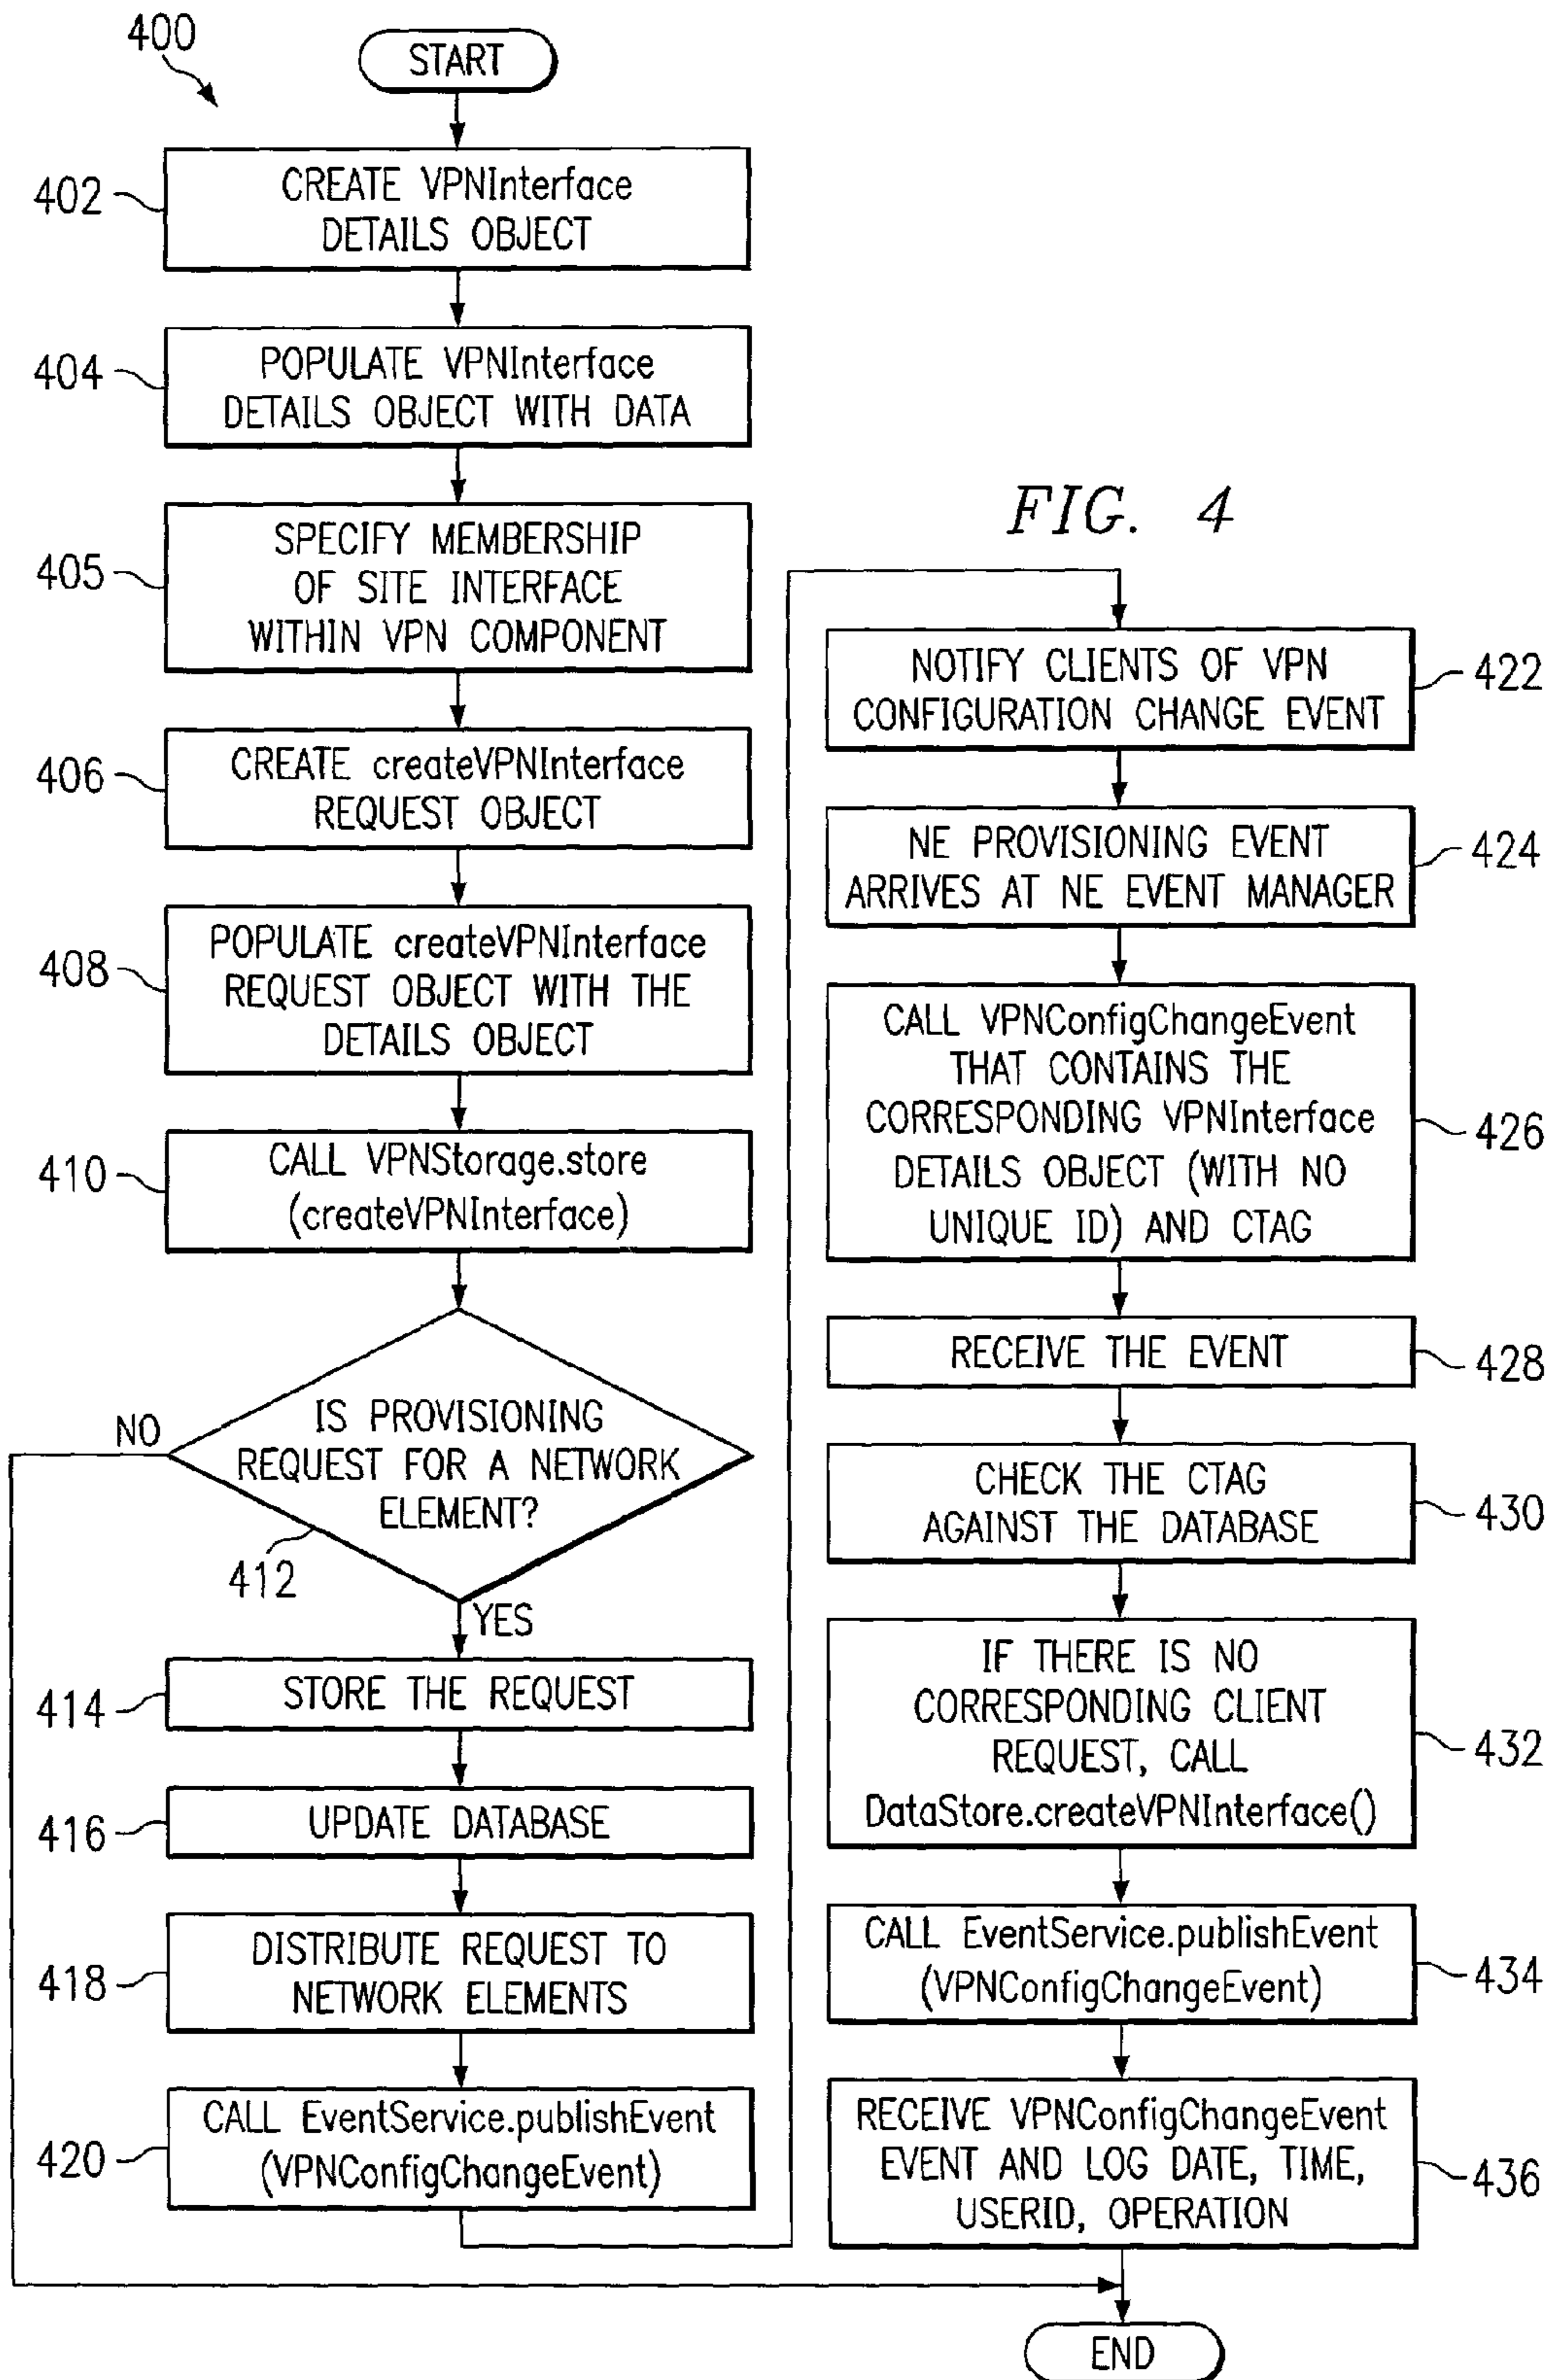 400
START
402
CREATE VPNInterface
DETAILS OBJECT
404
POPULATE VPNInterface
DETAILS OBJECT WITH DATA
405
SPECIFY MEMBERSHIP
OF SITE INTERFACE
WITHIN VPN COMPONENT
406
CREATE createVPNInterface
REQUEST OBJECT
408
POPULATE createVPNInterface
REQUEST OBJECT WITH THE
DETAILS OBJECT
410
CALL VPNStorage.store
(createVPNInterface)
NO
IS PROVISIONING
REQUEST FOR A NETWORK
ELEMENT?
412
YES
414
STORE THE REQUEST
416
UPDATE DATABASE
418
DISTRIBUTE REQUEST TO
NETWORK ELEMENTS
420
CALL EventService.publishEvent
(VPNConfigChangeEvent)
FIG. 4
NOTIFY CLIENTS OF VPN
CONFIGURATION CHANGE EVENT
422
NE PROVISIONING EVENT
ARRIVES AT NE EVENT MANAGER
424
CALL VPNConfigChangeEvent
THAT CONTAINS THE
CORRESPONDING VPNInterface
DETAILS OBJECT (WITH NO
UNIQUE ID) AND CTAG
426
RECEIVE THE EVENT
428
CHECK THE CTAG
AGAINST THE DATABASE
430
IF THERE IS NO
CORRESPONDING CLIENT
REQUEST, CALL
DataStore.createVPNInterface()
432
CALL EventService.publishEvent
(VPNConfigChangeEvent)
434
RECEIVE VPNConfigChangeEvent
EVENT AND LOG DATE, TIME,
USERID, OPERATION
436
END